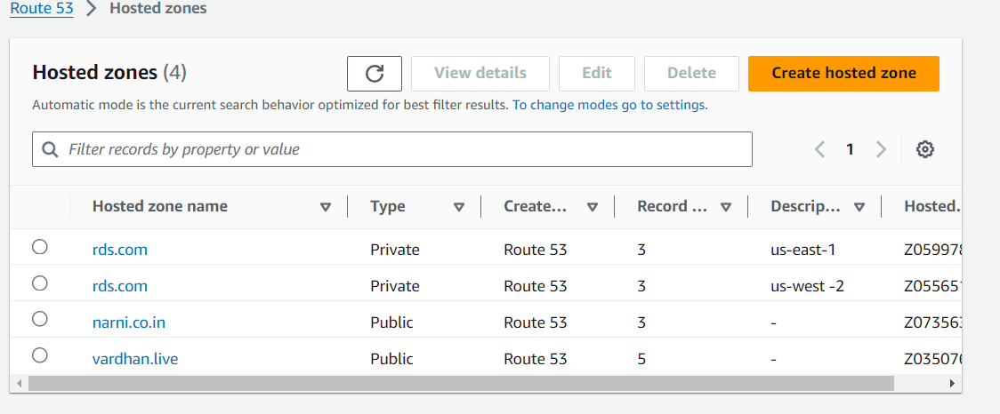 Route 53 > Hosted zones
Hosted zones (4) View details Edit Delete Create hosted zone
Automatic mode is the current search behavior optimized for best filter results. To change modes go to settings.
Filter records by property or value 1
Hosted zone name Type Create... Record ... Descrip... Hosted.
rds.com Private Route 53 3 us-east-1 Z059978
rds.com Private Route 53 3 us-west -2 Z055651
narni.co.in Public Route 53 3 - Z073563
vardhan.live Public Route 53 5 - Z035076